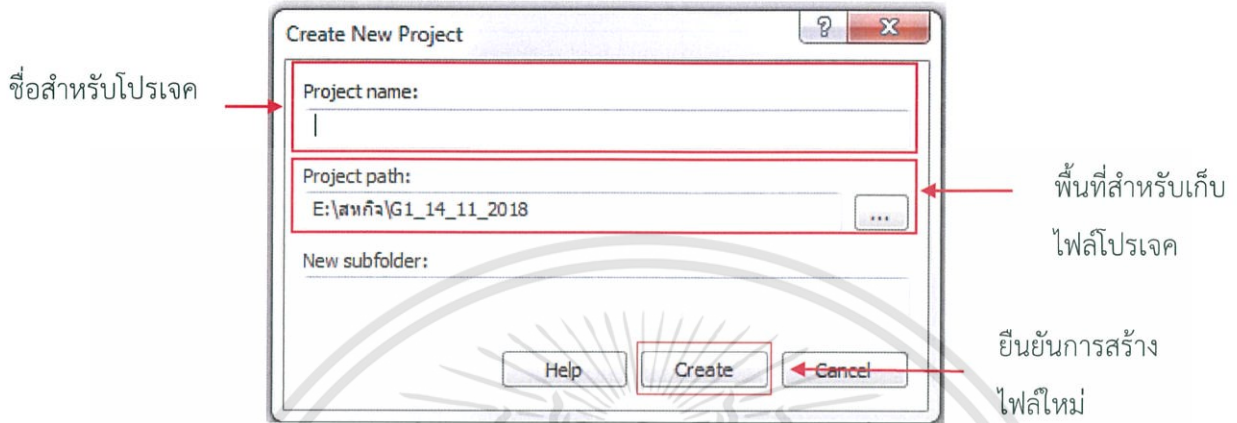 Create New Project
ชื่อสำหรับโปรเจค
Project name:
Project path:
E:\สหกิจ\G1_14_11_2018
...
พื้นที่สำหรับเก็บ
ไฟล์โปรเจค
New subfolder:
Help
Create
Cancel
ยืนยันการสร้าง
ไฟล์ใหม่